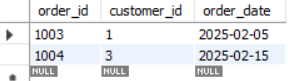 order_id customer_id order_date
1003 1 2025-02-05
1004 3 2025-02-15
NULL NULL NULL